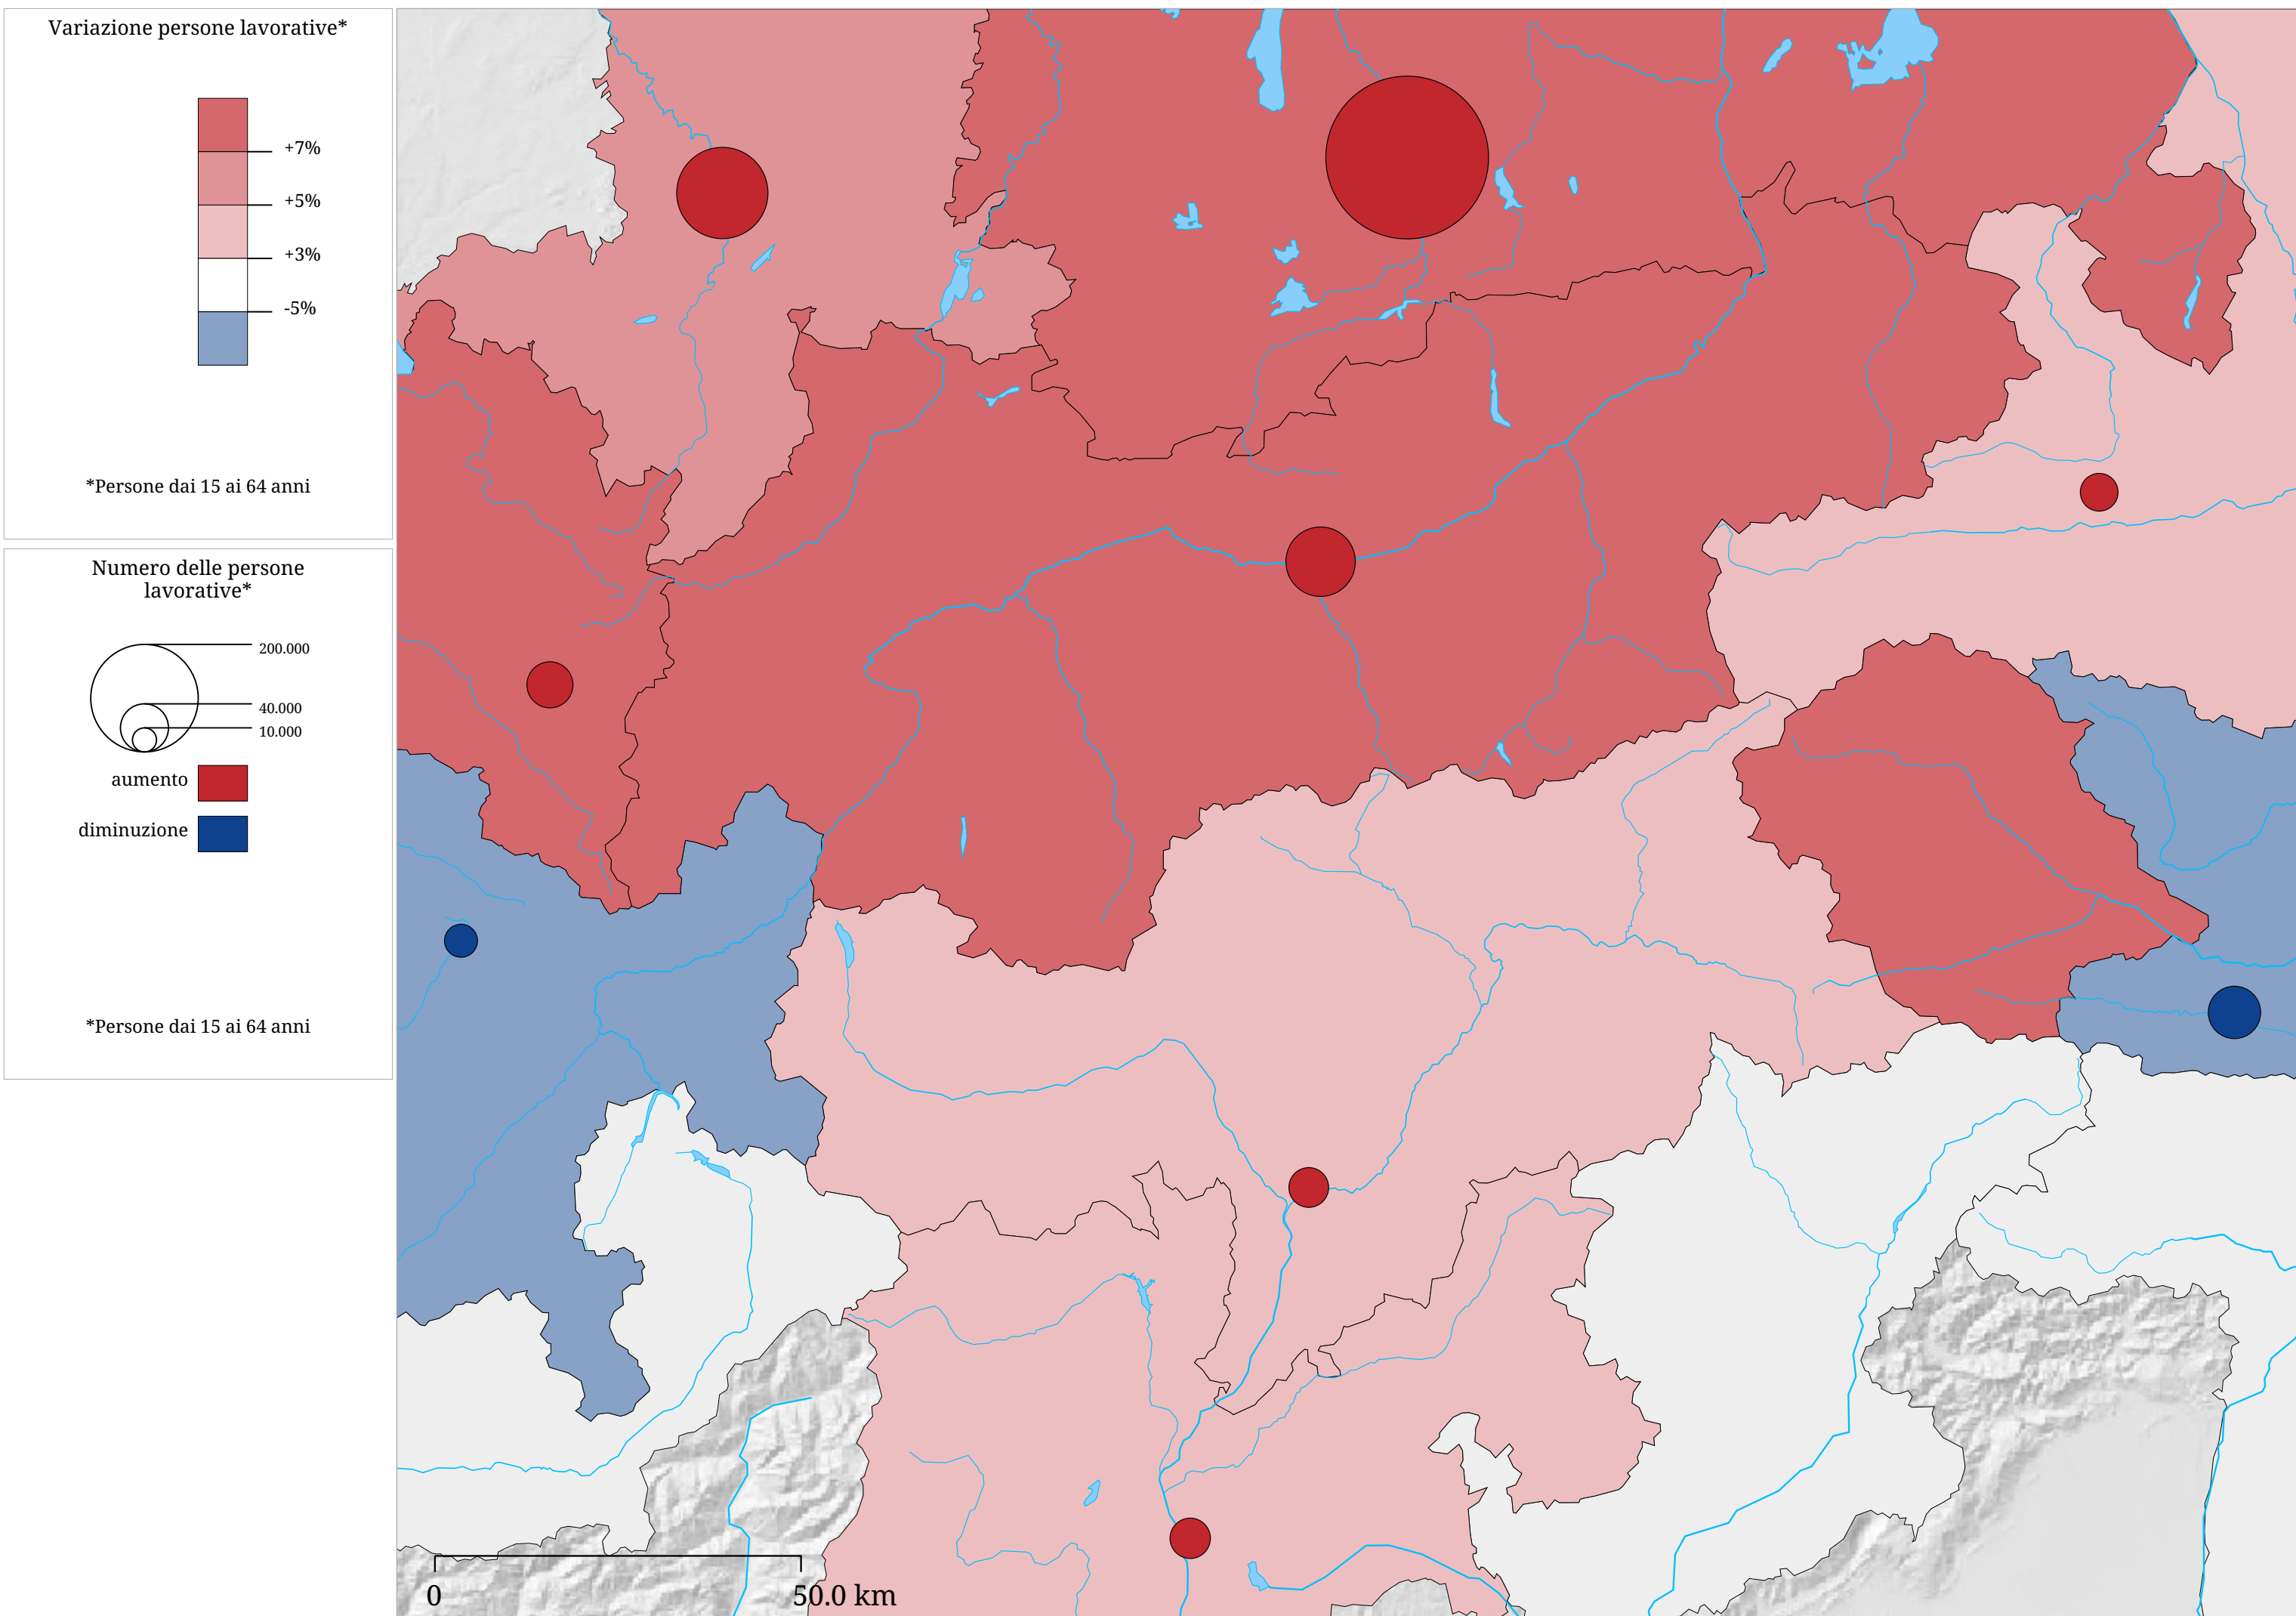 Variazione persone lavorative*
+7%
+5%
+3%
-5%
*Persone dai 15 ai 64 anni
Numero delle persone
lavorative*
200.000
40.000
10.000
aumento
diminuzione
*Persone dai 15 ai 64 anni
0 50.0 km